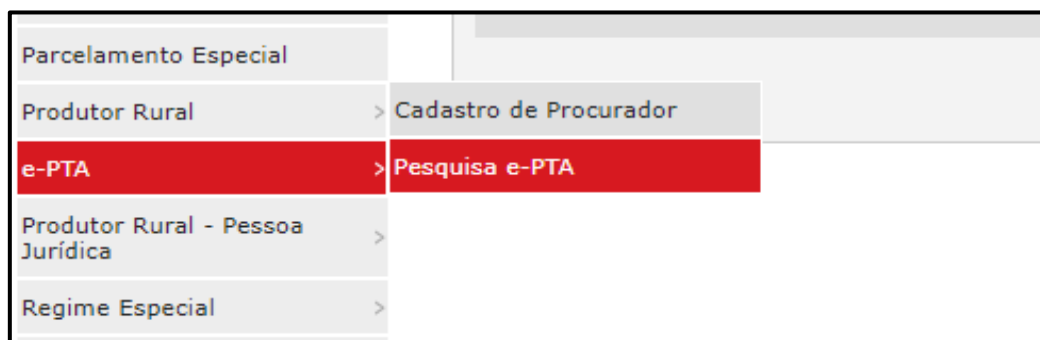 Parcelamento Especial
Produtor Rural >
Cadastro de Procurador
e-PTA >
Pesquisa e-PTA
Produtor Rural - Pessoa
Jurídica >
Regime Especial >